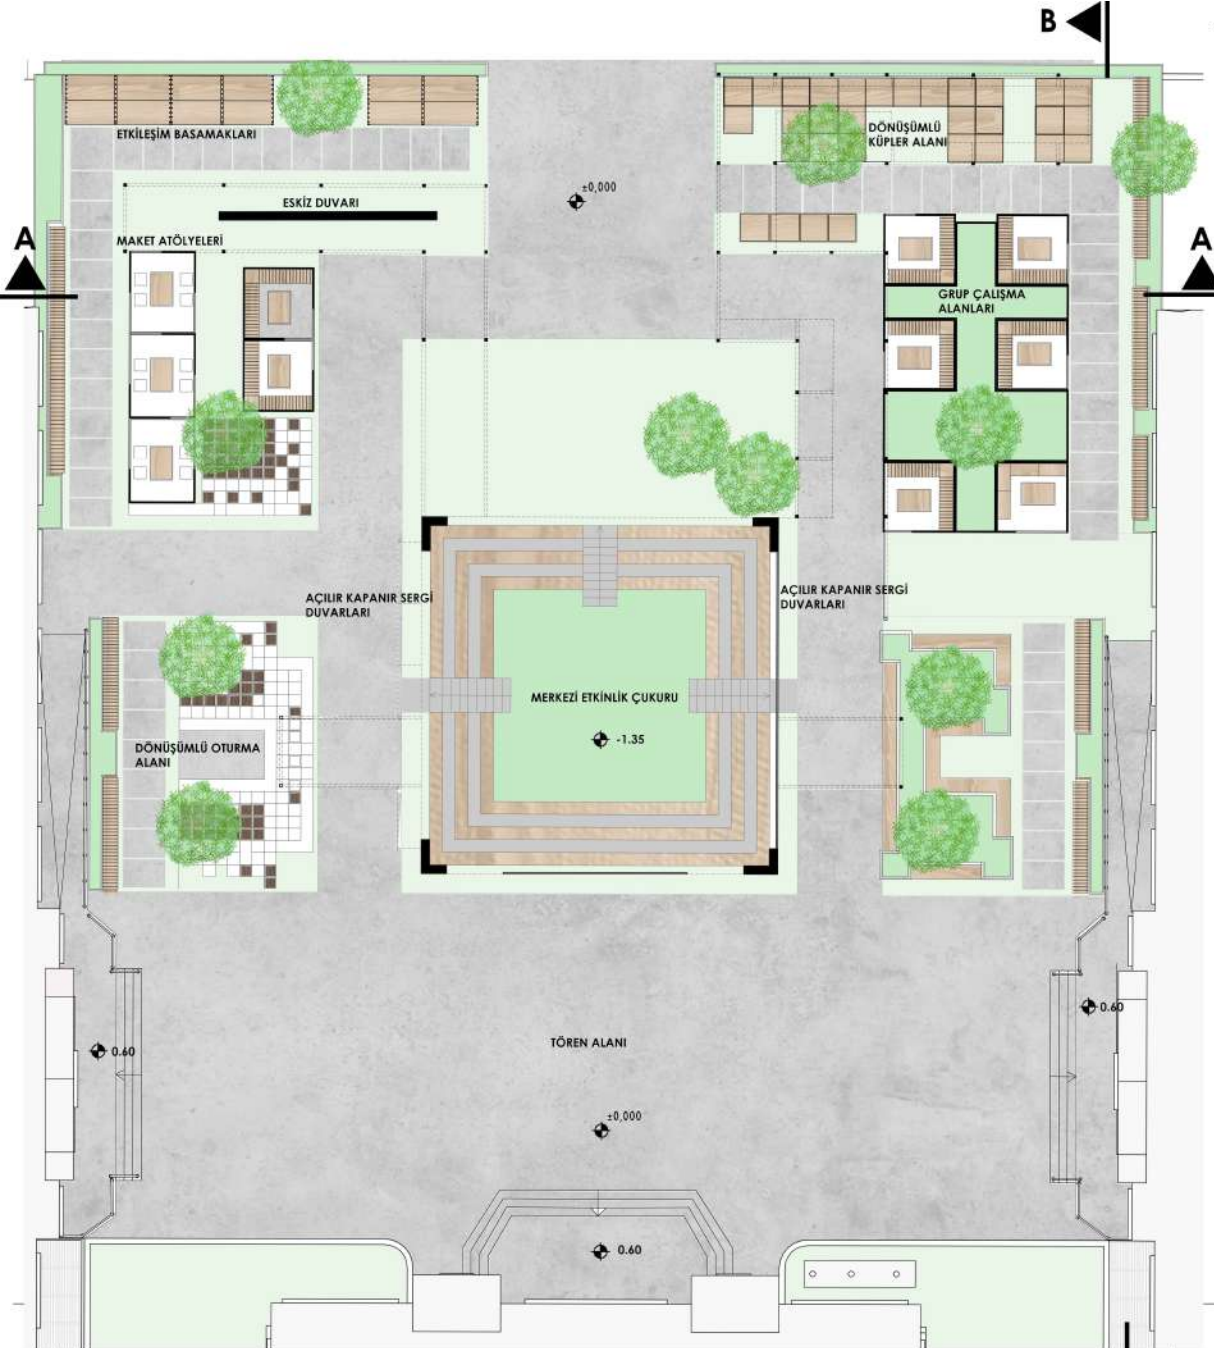 B
ETKİLEŞİM BASAMAKLARI
DÖNÜŞÜMLÜ
KÜPLER ALANI
±0,000
ESKİZ DUVARI
MAKET ATÖLYELERİ
A
A
GRUP ÇALIŞMA
ALANLARI
AÇILIR KAPANIR SERGİ
DUVARLARI
AÇILIR KAPANIR SERGİ
DUVARLARI
MERKEZİ ETKİNLİK ÇUKURU
-1.35
DÖNÜŞÜMLÜ OTURMA
ALANI
0.60
0.60
TÖREN ALANI
±0,000
0.60